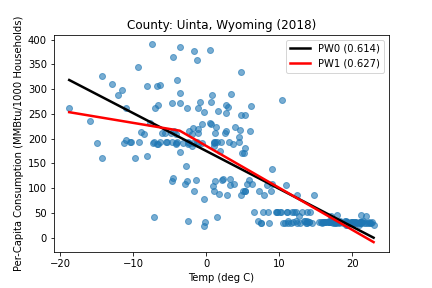 County: Uinta, Wyoming (2018)
Per-Capita Consumption (MMBtu/1000 Households)
400
350
300
250
200
150
100
50
0
PW0 (0.614)
PW1 (0.627)
−20
−10
0
10
20
Temp (deg C)